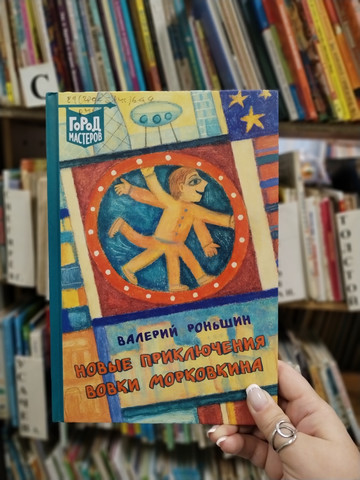 С
ГОРОД
МАСТЕРОВ
ВАЛЕРИЙ РОНЬШИН
НОВЫЕ ПРИКЛЮЧЕНИЯ
ВОВКИ МОРКОВКИНА